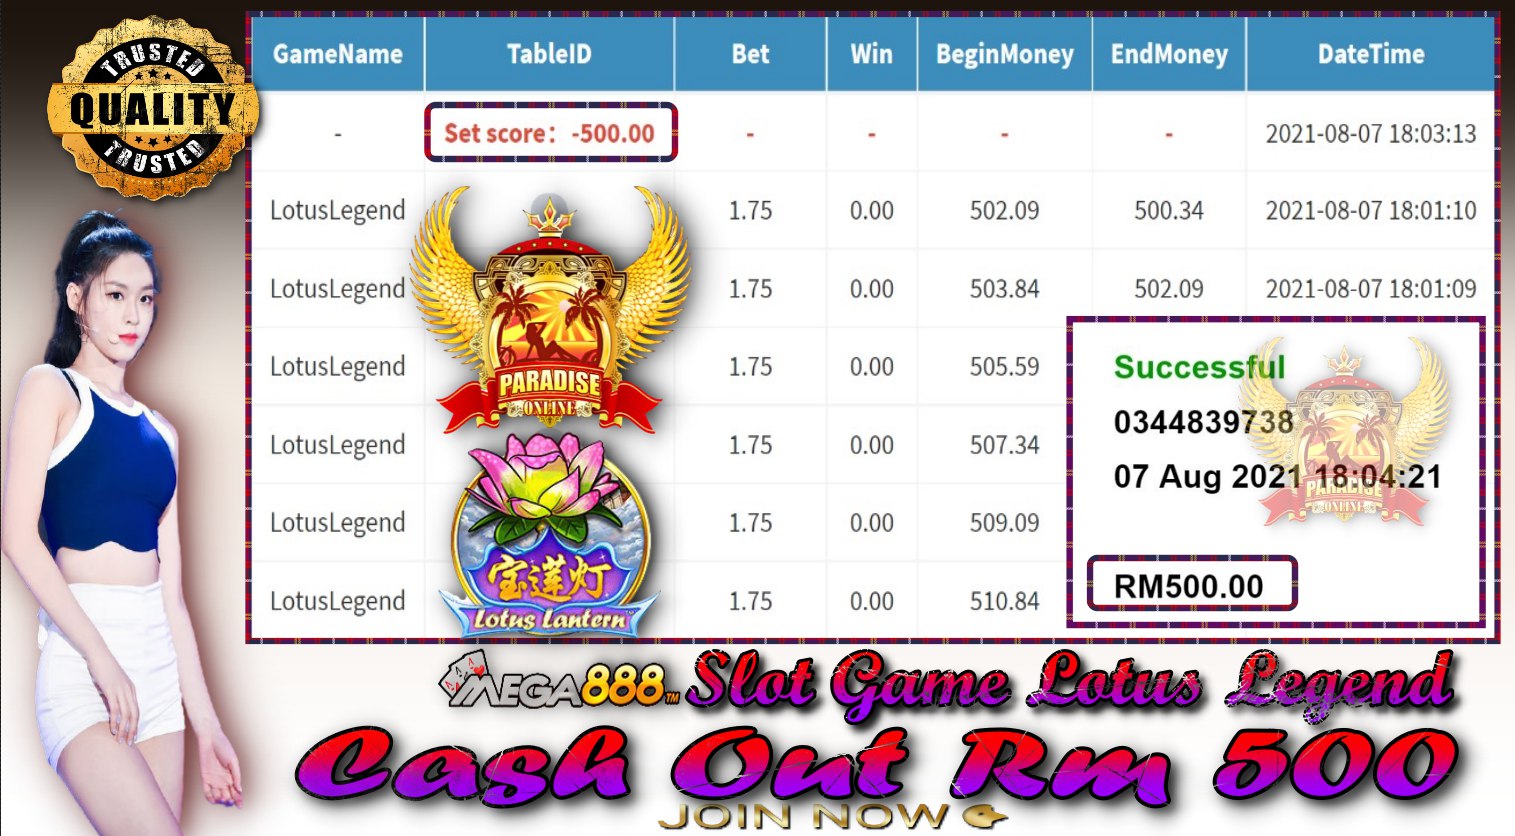 TRUSTED
QUALITY
TRUSTED
GameName TableID Bet Win BeginMoney EndMoney DateTime
- Set score: -500.00 - - - - 2021-08-07 18:03:13
LotusLegend 1.75 0.00 502.09 500.34 2021-08-07 18:01:10
LotusLegend 1.75 0.00 503.84 502.09 2021-08-07 18:01:09
LotusLegend 1.75 0.00 505.59
LotusLegend 1.75 0.00 507.34
LotusLegend 1.75 0.00 509.09
LotusLegend 1.75 0.00 510.84
PARADISE
ONLINE
宝莲灯
Lotus Lantern™
Successful
0344839738
07 Aug 2021 18:04:21
PARADISE
ONLINE
RM500.00
MEGA888™ Slot Game Lotus Legend
Cash Out Rm 500
JOIN NOW